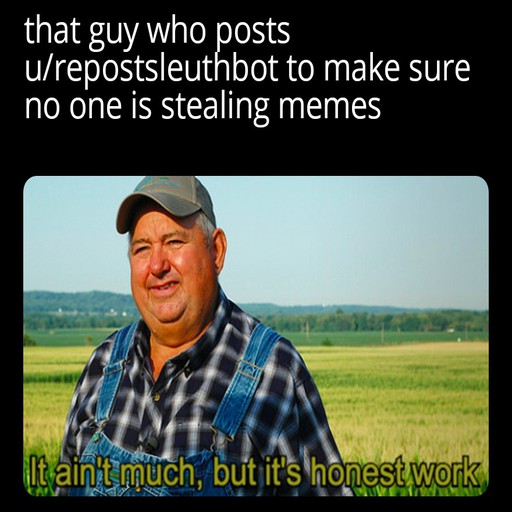 that guy who posts
u/repostsleuthbot to make sure
no one is stealing memes
It ain't much, but it's honest work